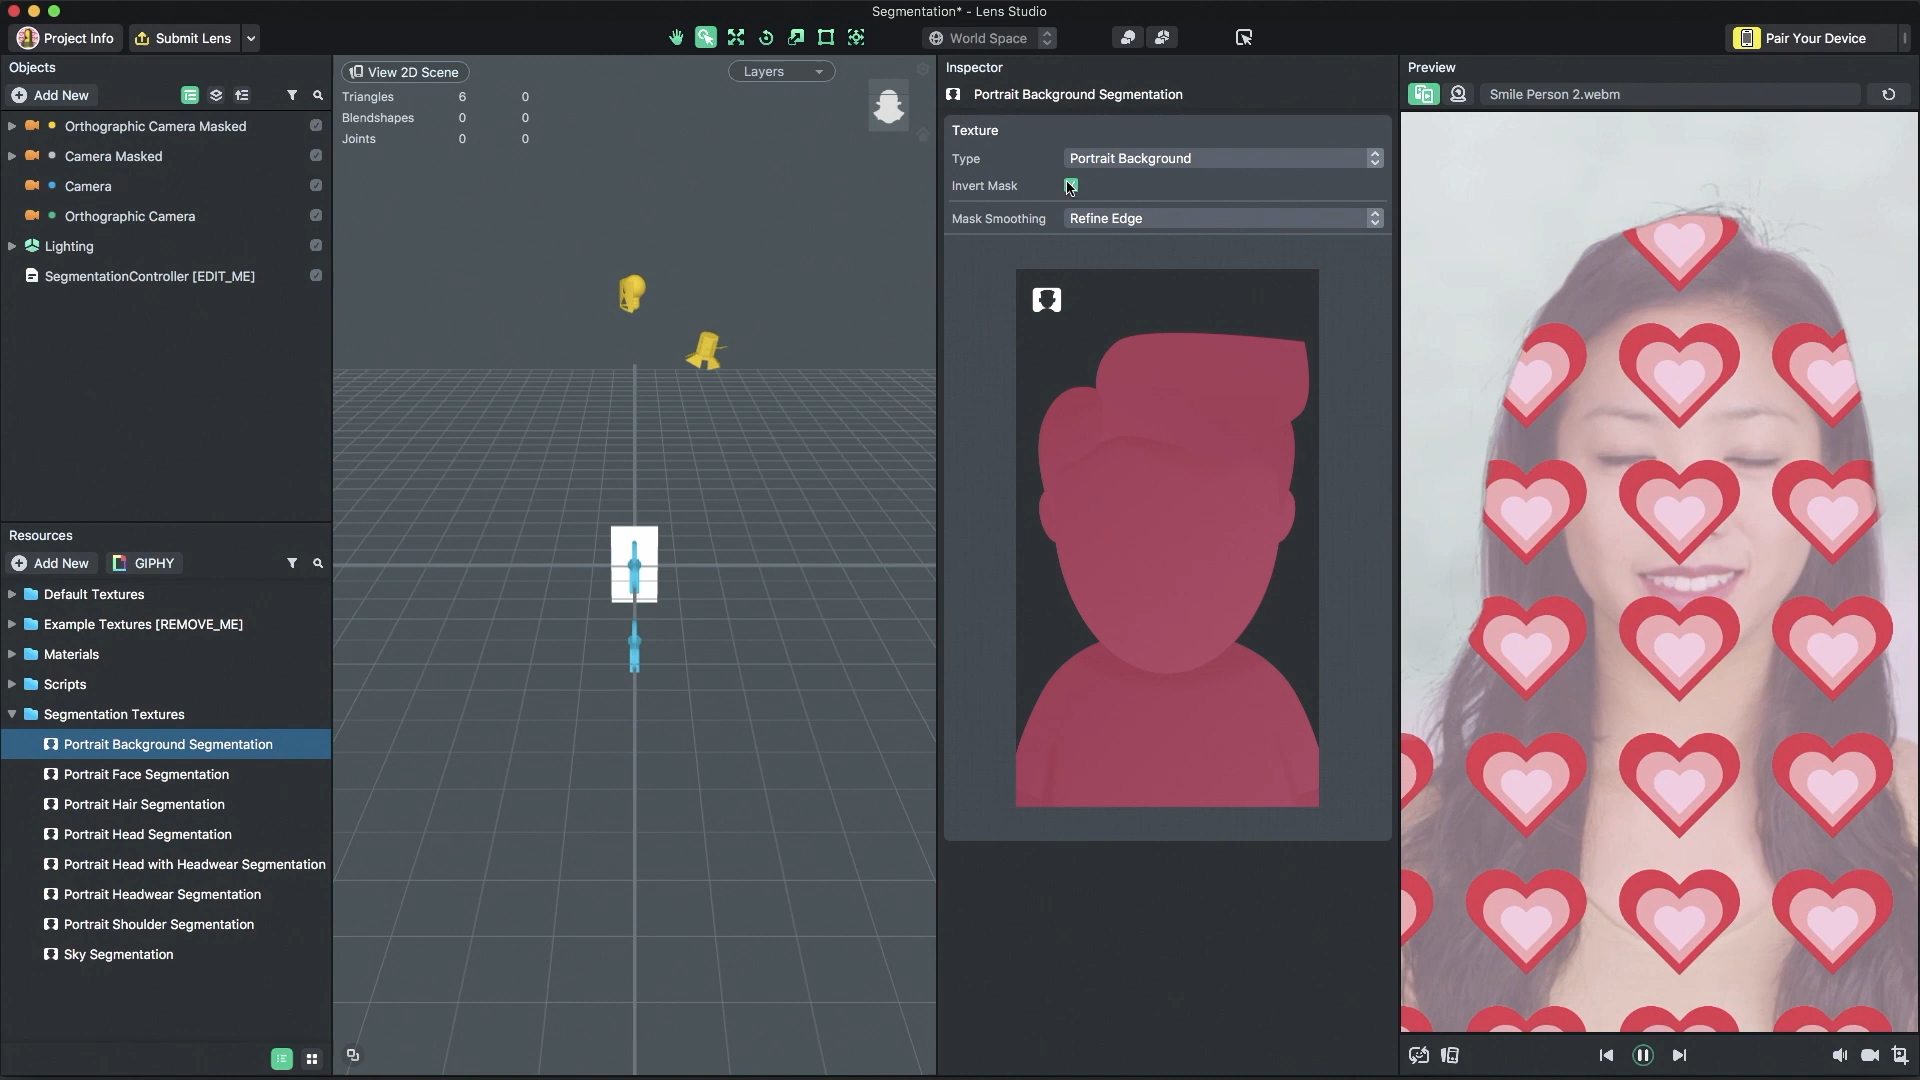 Segmentation* - Lens Studio
Project Info
Submit Lens
World Space
Pair Your Device
Objects
Add New
Orthographic Camera Masked
Camera Masked
Camera
Orthographic Camera
Lighting
SegmentationController [EDIT_ME]
Resources
Add New
GIPHY
Default Textures
Example Textures [REMOVE_ME]
Materials
Scripts
Segmentation Textures
Portrait Background Segmentation
Portrait Face Segmentation
Portrait Hair Segmentation
Portrait Head Segmentation
Portrait Head with Headwear Segmentation
Portrait Headwear Segmentation
Portrait Shoulder Segmentation
Sky Segmentation
View 2D Scene
Layers
Triangles 6 0
Blendshapes 0 0
Joints 0 0
Inspector
Portrait Background Segmentation
Texture
Type Portrait Background
Invert Mask
Mask Smoothing Refine Edge
Preview
Smile Person 2.webm